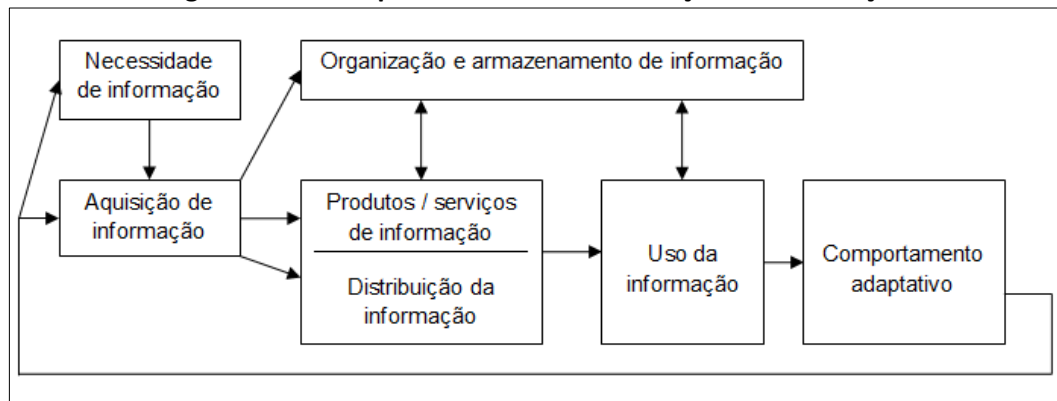 Necessidade
de informação
Organização e armazenamento de informação
Aquisição de
informação
Produtos / serviços
de informação
Distribuição da
informação
Uso da
informação
Comportamento
adaptativo